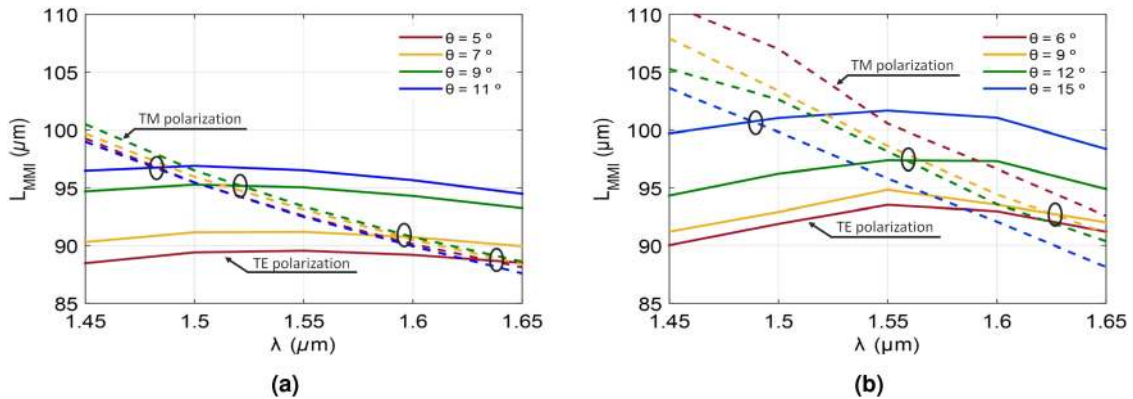 110
105
100
95
90
85
L_MMI (µm)
1.45
1.5
1.55
1.6
1.65
λ (µm)
θ = 5 º
θ = 7 º
θ = 9 º
θ = 11 º
TM polarization
TE polarization
(a)
110
105
100
95
90
85
L_MMI (µm)
1.45
1.5
1.55
1.6
1.65
λ (µm)
θ = 6 º
θ = 9 º
θ = 12 º
θ = 15 º
TM polarization
TE polarization
(b)